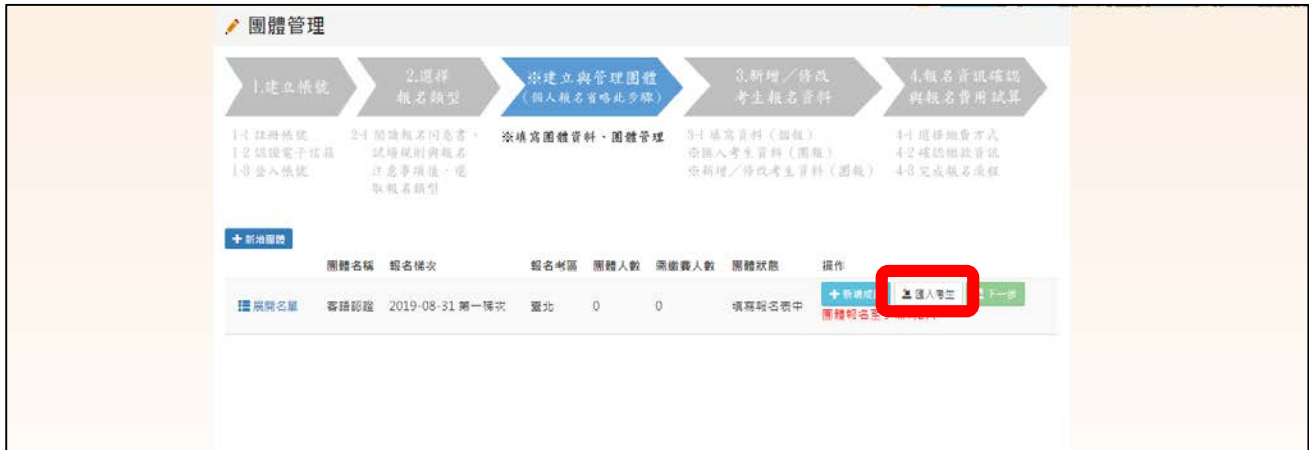 團體管理
1.建立帳號
2.選擇
報名類型
※建立與管理團體
(個人報名省略此步驟)
3.新增／修改
考生報名資料
4.報名資訊確認
與報名費用試算
1-1 註冊帳號
1-2 認證電子信箱
1-3 登入帳號
2-1 閱讀報名同意書、
試場規則與報名
注意事項後，選
取報名類型
※填寫團體資料、團體管理
3-1 填寫資料（個報）
※匯入考生資料（團報）
※新增／修改考生資料（團報）
4-1 選擇繳費方式
4-2 確認繳款資訊
4-3 完成報名流程
新增團體
團體名稱 報名梯次 報名考區 團體人數 需繳費人數 團體狀態 操作
展開名單 客語認證 2019-08-31 第一梯次 臺北 0 0 填寫報名表中 新增成 匯入考生 下一步
團體報名至